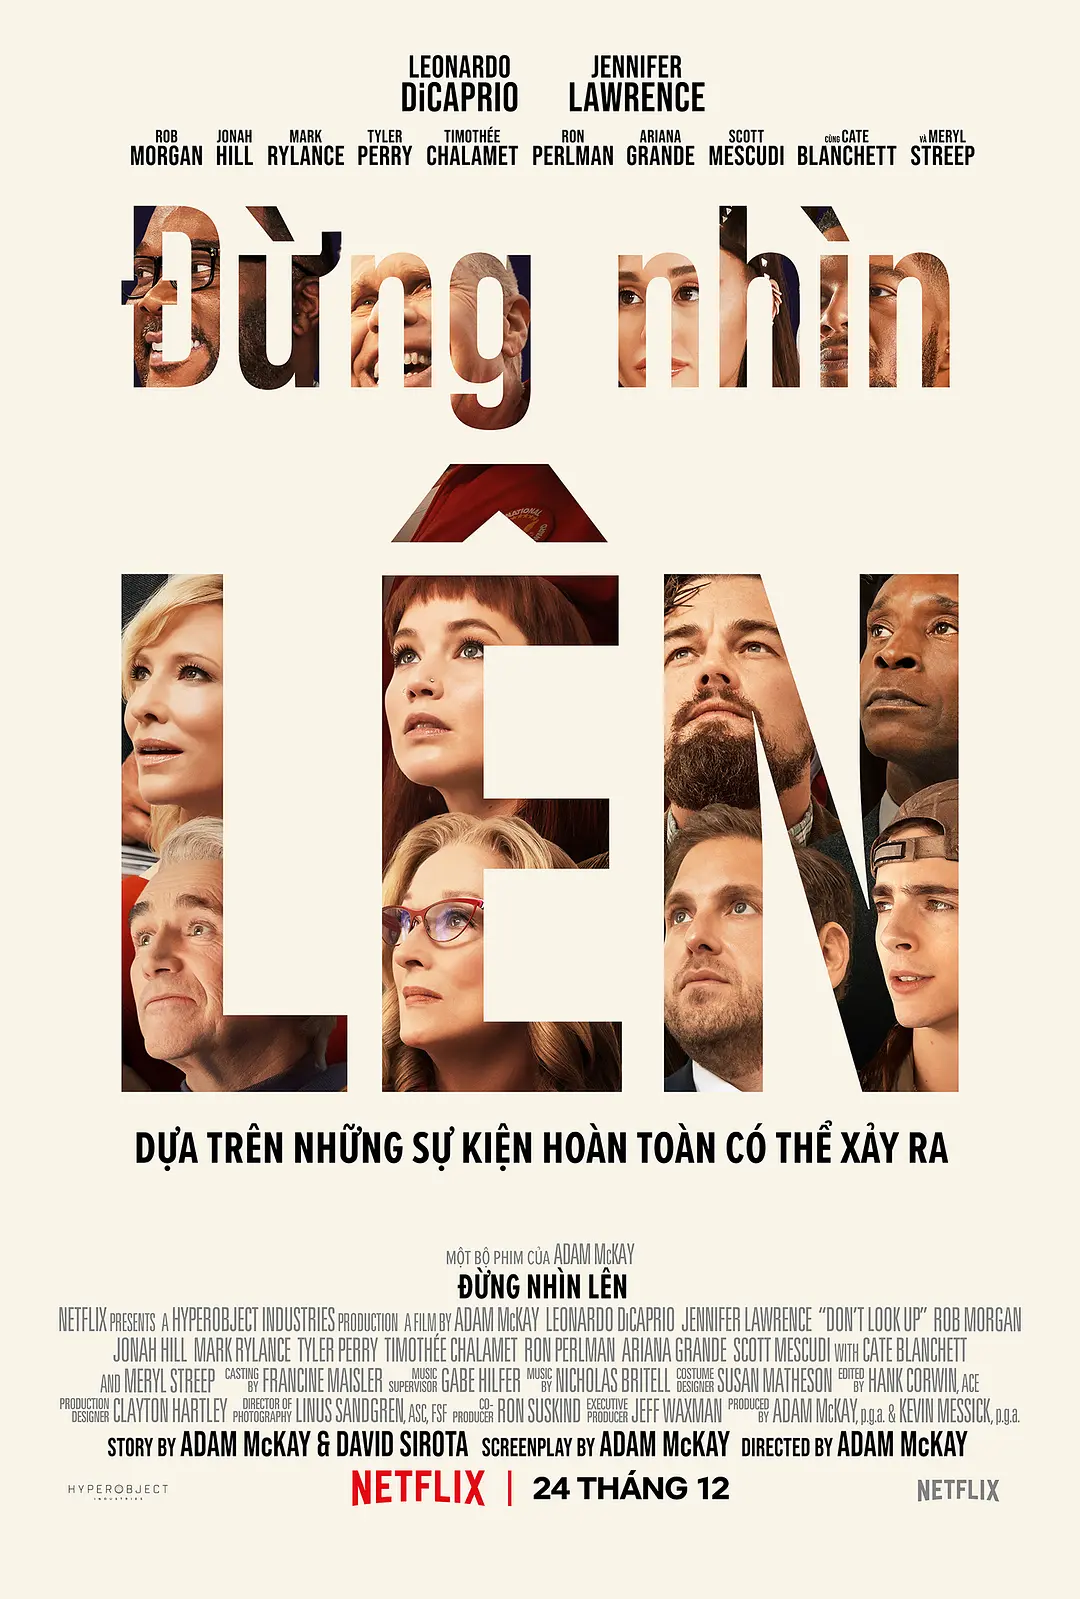 LEONARDO DiCAPRIO JENNIFER LAWRENCE
ROB MORGAN JONAH HILL MARK RYLANCE TYLER PERRY TIMOTHÉE CHALAMET RON PERLMAN ARIANA GRANDE SCOTT MESCUDI CÙNG CATE BLANCHETT VÀ MERYL STREEP
Đừng nhìn
LÊN
DỰA TRÊN NHỮNG SỰ KIỆN HOÀN TOÀN CÓ THỂ XẢY RA
MỘT BỘ PHIM CỦA ADAM McKAY
ĐỪNG NHÌN LÊN
NETFLIX PRESENTS A HYPEROBJECT INDUSTRIES PRODUCTION A FILM BY ADAM McKAY LEONARDO DiCAPRIO JENNIFER LAWRENCE “DON'T LOOK UP” ROB MORGAN
JONAH HILL MARK RYLANCE TYLER PERRY TIMOTHÉE CHALAMET RON PERLMAN ARIANA GRANDE SCOTT MESCUDI WITH CATE BLANCHETT
AND MERYL STREEP CASTING BY FRANCINE MAISLER MUSIC SUPERVISOR GABE HILFER MUSIC BY NICHOLAS BRITELL COSTUME DESIGNER SUSAN MATHESON EDITED BY HANK CORWIN, ACE
PRODUCTION DESIGNER CLAYTON HARTLEY DIRECTOR OF PHOTOGRAPHY LINUS SANDGREN, ASC, FSF CO-PRODUCER RON SUSKIND EXECUTIVE PRODUCER JEFF WAXMAN PRODUCED BY ADAM McKAY, p.g.a. & KEVIN MESSICK, p.g.a.
STORY BY ADAM McKAY & DAVID SIROTA SCREENPLAY BY ADAM McKAY DIRECTED BY ADAM McKAY
HYPEROBJECT INDUSTRIES NETFLIX | 24 THÁNG 12 NETFLIX